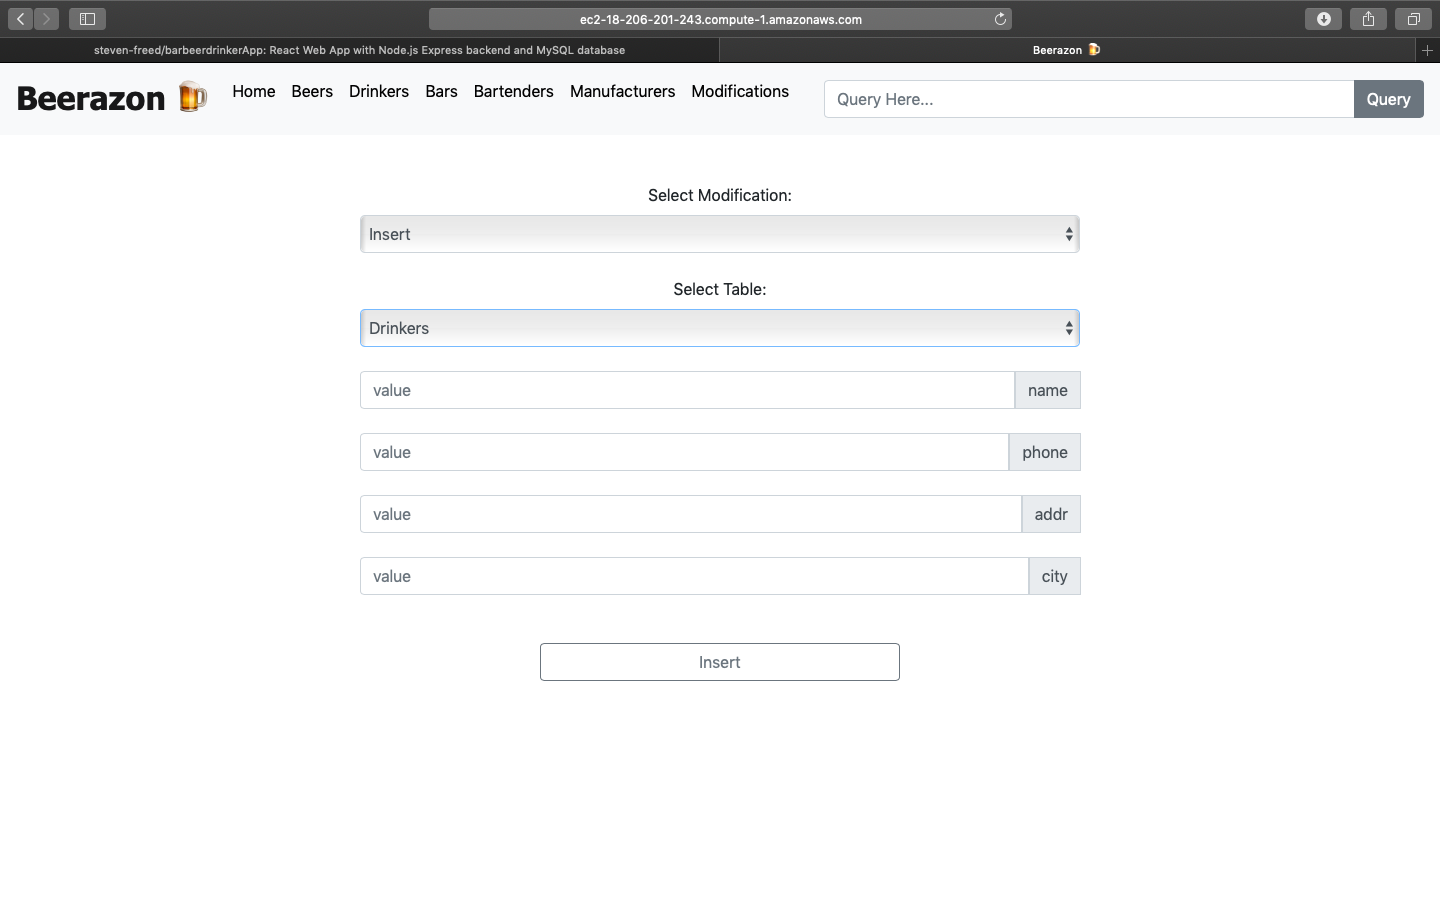 ec2-18-206-201-243.compute-1.amazonaws.com
steven-freed/barbeerdrinkerApp: React Web App with Node.js Express backend and MySQL database
Beerazon 🍺
Beerazon 🍺 Home Beers Drinkers Bars Bartenders Manufacturers Modifications Query Here... Query
Select Modification:
Insert
Select Table:
Drinkers
value name
value phone
value addr
value city
Insert